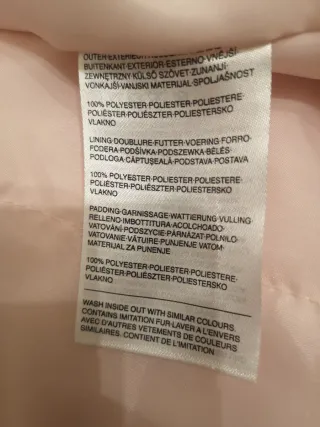 OUTER·EXTERIEUR
BUITENKANT·EXTERIOR·ESTERNO·VNĚJŠÍ
ZEWNĘTRZNY·KÜLSŐ SZÖVET·ZUNANJI·
VONKAJŠÍ·VANJSKI MATERIJAL·SPOLJAŠNOST
100% POLYESTER·POLIESTER·POLIESTERE·
POLIÉSTER·POLIÉSZTER·POLIESTERSKO
VLAKNO
LINING·DOUBLURE·FUTTER·VOERING·FORRO·
FODERA·PODŠÍVKA·PODSZEWKA·BÉLÉS·
PODLOGA·CĂPTUŞEALĂ·PODSTAVA·POSTAVA
100% POLYESTER·POLIESTER·POLIESTERE·
POLIÉSTER·POLIÉSZTER·POLIESTERSKO
VLAKNO
PADDING·GARNISSAGE·WATTIERUNG·VULLING·
RELLENO·IMBOTTITURA·ACOLCHOADO·
VATOVÁNÍ·PODSZYCIE·PÁRNÁZAT·POLNILO·
VATOVANIE·VĂTUIRE·PUNJENJE VATOM·
MATERIJAL ZA PUNENJE
100% POLYESTER·POLIESTER·POLIESTERE·
POLIÉSTER·POLIÉSZTER·POLIESTERSKO
VLAKNO
WASH INSIDE OUT WITH SIMILAR COLOURS.
CONTAINS IMITATION FUR·LAVER A L'ENVERS
AVEC D'AUTRES VETEMENTS DE COULEURS
SIMILAIRES. CONTIENT DE L'IMITATION